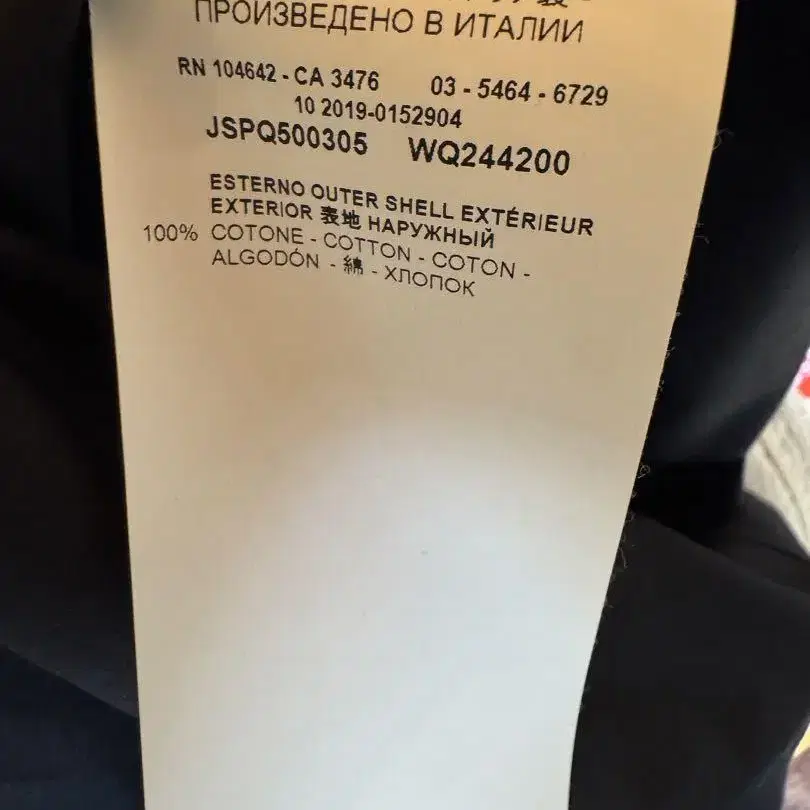 ПРОИЗВЕДЕНО В ИТАЛИИ
RN 104642 - CA 3476 03 - 5464 - 6729
10 2019-0152904
JSPQ500305 WQ244200
ESTERNO OUTER SHELL EXTÉRIEUR
EXTERIOR 表地 НАРУЖНЫЙ
100% COTONE - COTTON - COTON -
ALGODÓN - 綿 - ХЛОПОК